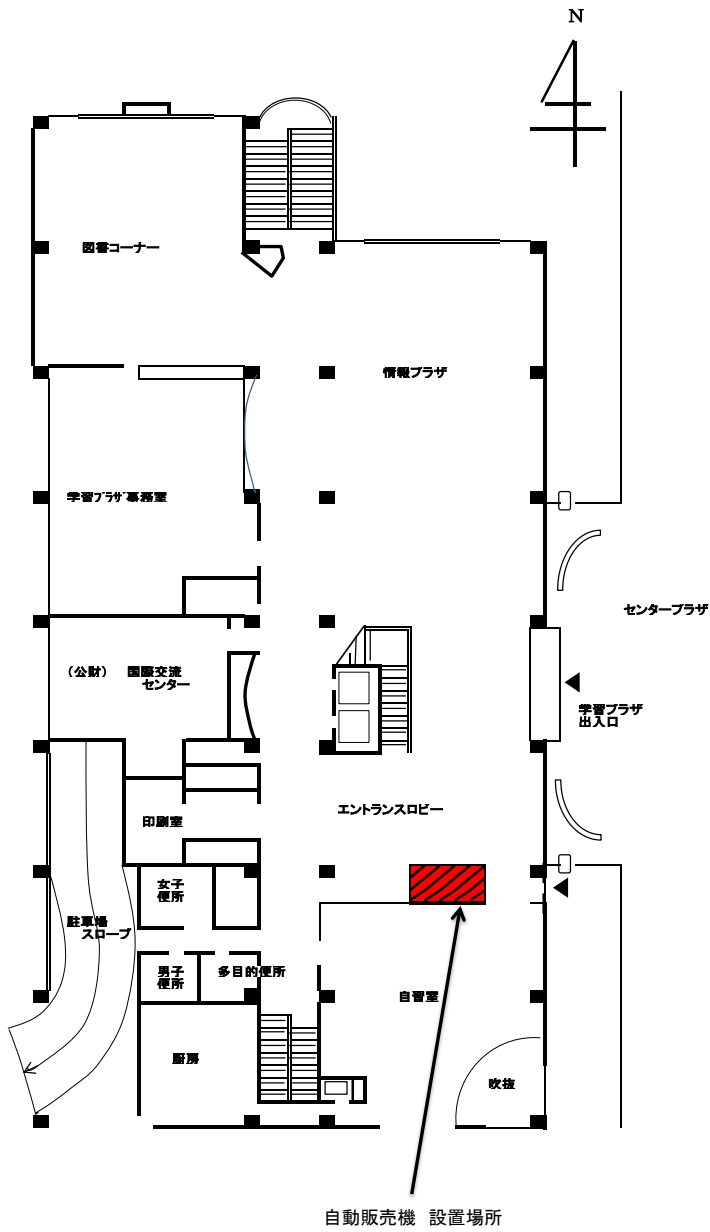 N
図書コーナー
情報プラザ
学習プラザ事務室
センタープラザ
(公財) 国際交流
センター
学習プラザ
出入口
エントランスロビー
印刷室
女子
便所
駐車場
スロープ
男子
便所
多目的便所
自習室
厨房
吹抜
自動販売機 設置場所